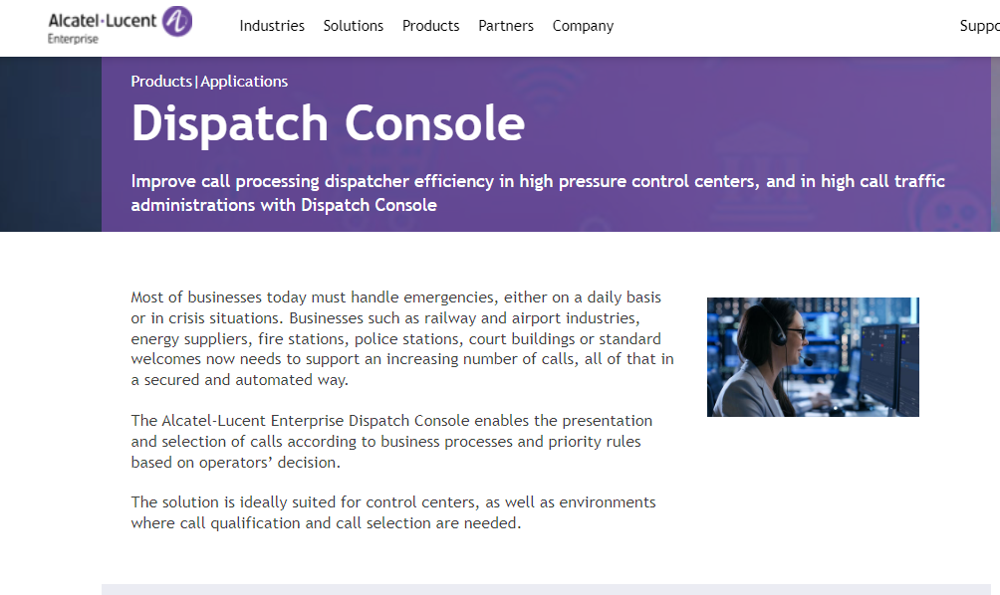 Alcatel·Lucent
Enterprise
Industries Solutions Products Partners Company
Products|Applications
Dispatch Console
Improve call processing dispatcher efficiency in high pressure control centers, and in high call traffic
administrations with Dispatch Console
Most of businesses today must handle emergencies, either on a daily basis
or in crisis situations. Businesses such as railway and airport industries,
energy suppliers, fire stations, police stations, court buildings or standard
welcomes now needs to support an increasing number of calls, all of that in
a secured and automated way.
The Alcatel-Lucent Enterprise Dispatch Console enables the presentation
and selection of calls according to business processes and priority rules
based on operators’ decision.
The solution is ideally suited for control centers, as well as environments
where call qualification and call selection are needed.